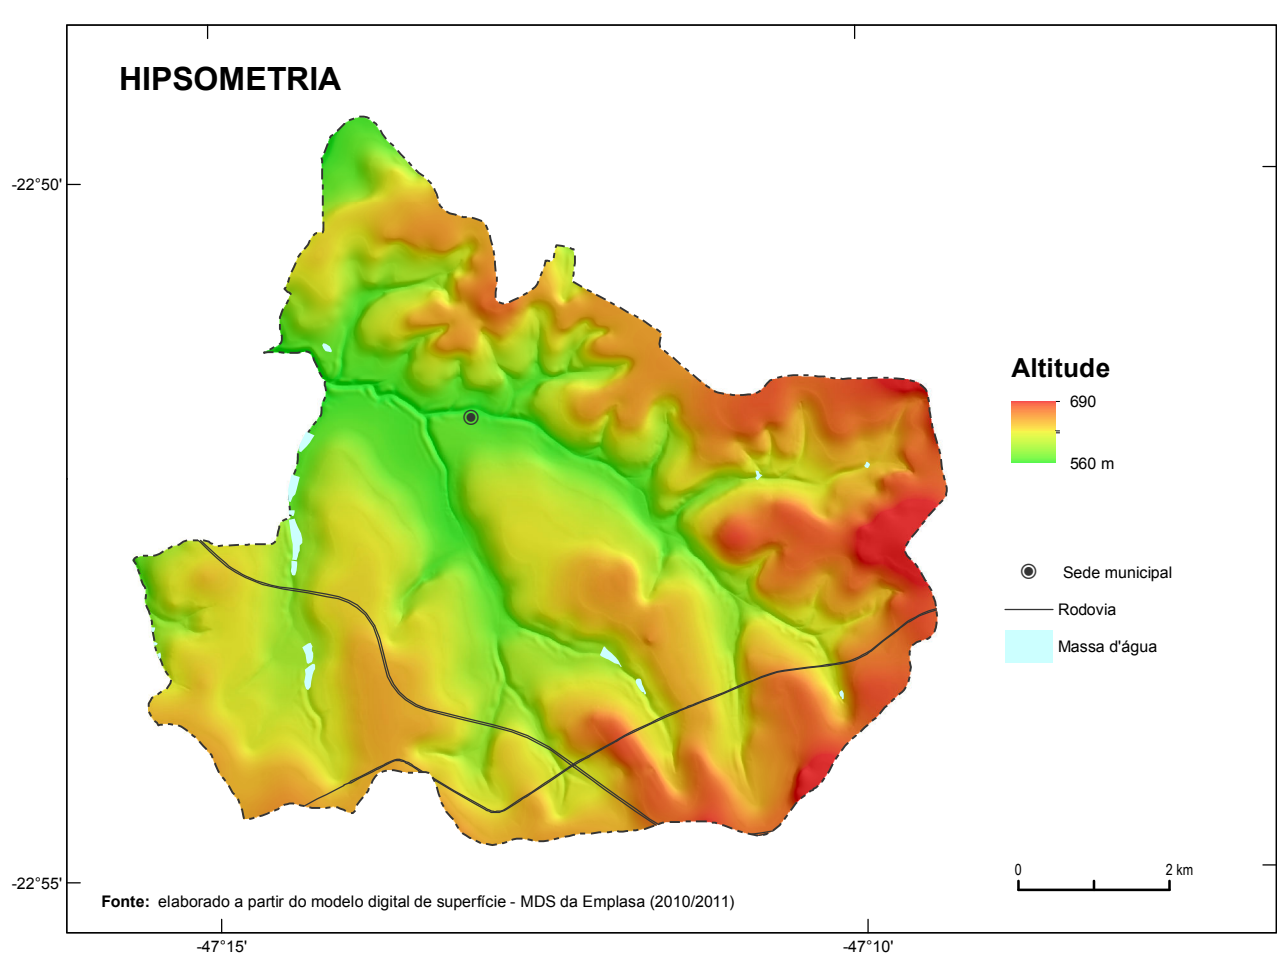 HIPSOMETRIA
-22°50'
Altitude
690
560 m
Sede municipal
Rodovia
Massa d'água
0 2 km
-22°55'
Fonte: elaborado a partir do modelo digital de superfície - MDS da Emplasa (2010/2011)
-47°15' -47°10'